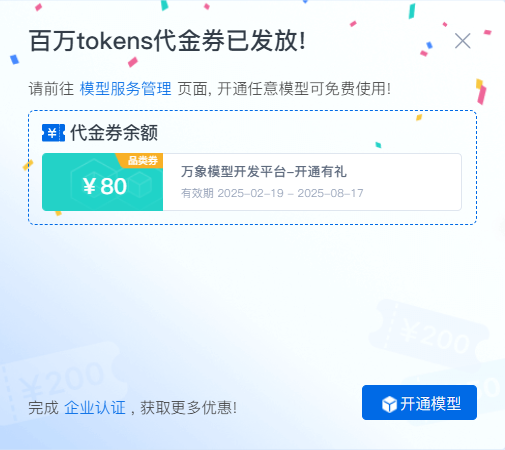 百万tokens代金券已发放!
请前往 模型服务管理 页面, 开通任意模型可免费使用!
代金券余额
品类券
¥80
万象模型开发平台-开通有礼
有效期 2025-02-19 - 2025-08-17
¥200
¥200
完成 企业认证 , 获取更多优惠!
开通模型